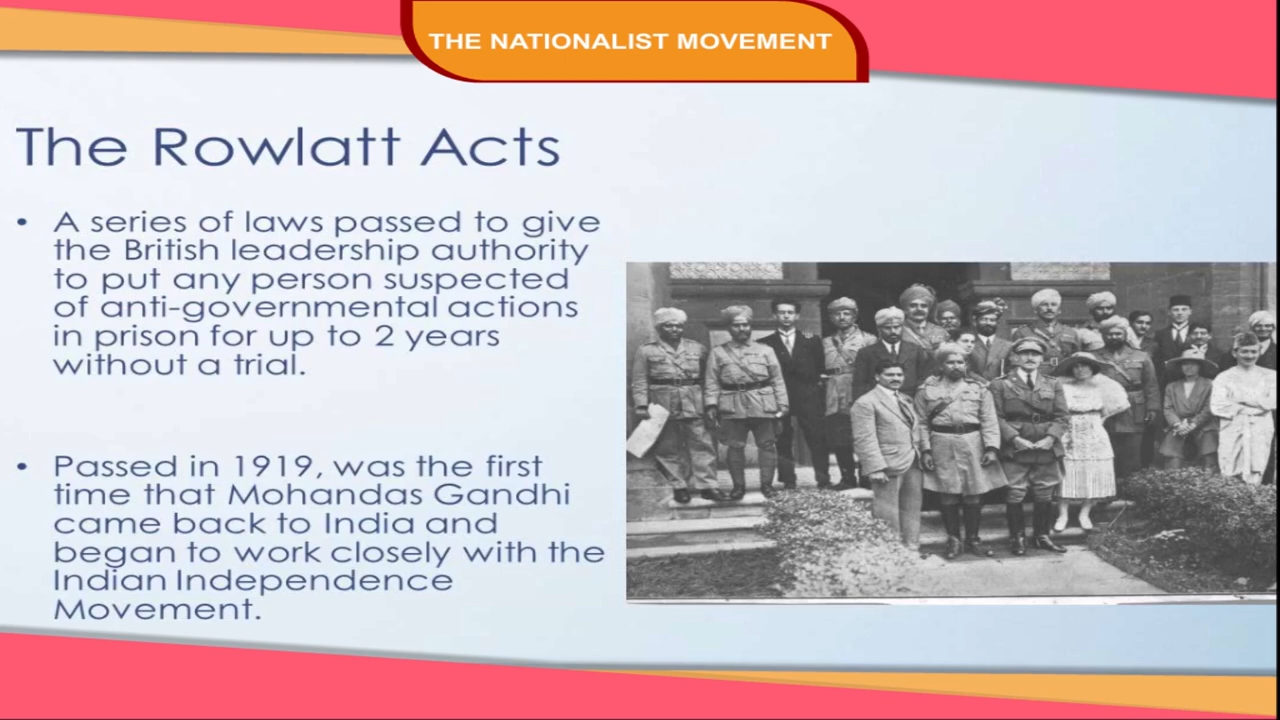 THE NATIONALIST MOVEMENT
The Rowlatt Acts
• A series of laws passed to give
the British leadership authority
to put any person suspected
of anti-governmental actions
in prison for up to 2 years
without a trial.
• Passed in 1919, was the first
time that Mohandas Gandhi
came back to India and
began to work closely with the
Indian Independence
Movement.